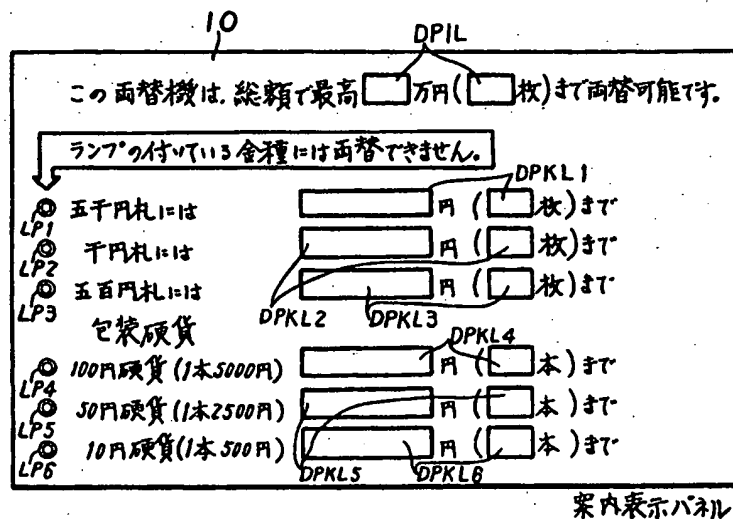 10
DPIL
この両替機は、総額で最高 万円( 枚)まで両替可能です。
ランプの付いている金種には両替できません。
DPKL1
LP1 五千円札には 円 ( 枚)まで
LP2 千円札には 円 ( 枚)まで
LP3 五百円札には 円 ( 枚)まで
DPKL2 DPKL3
包装硬貨 DPKL4
LP4 100円硬貨(1本5000円) 円 ( 本)まで
LP5 50円硬貨(1本2500円) 円 ( 本)まで
LP6 10円硬貨(1本500円) 円 ( 本)まで
DPKL5 DPKL6
案内表示パネル